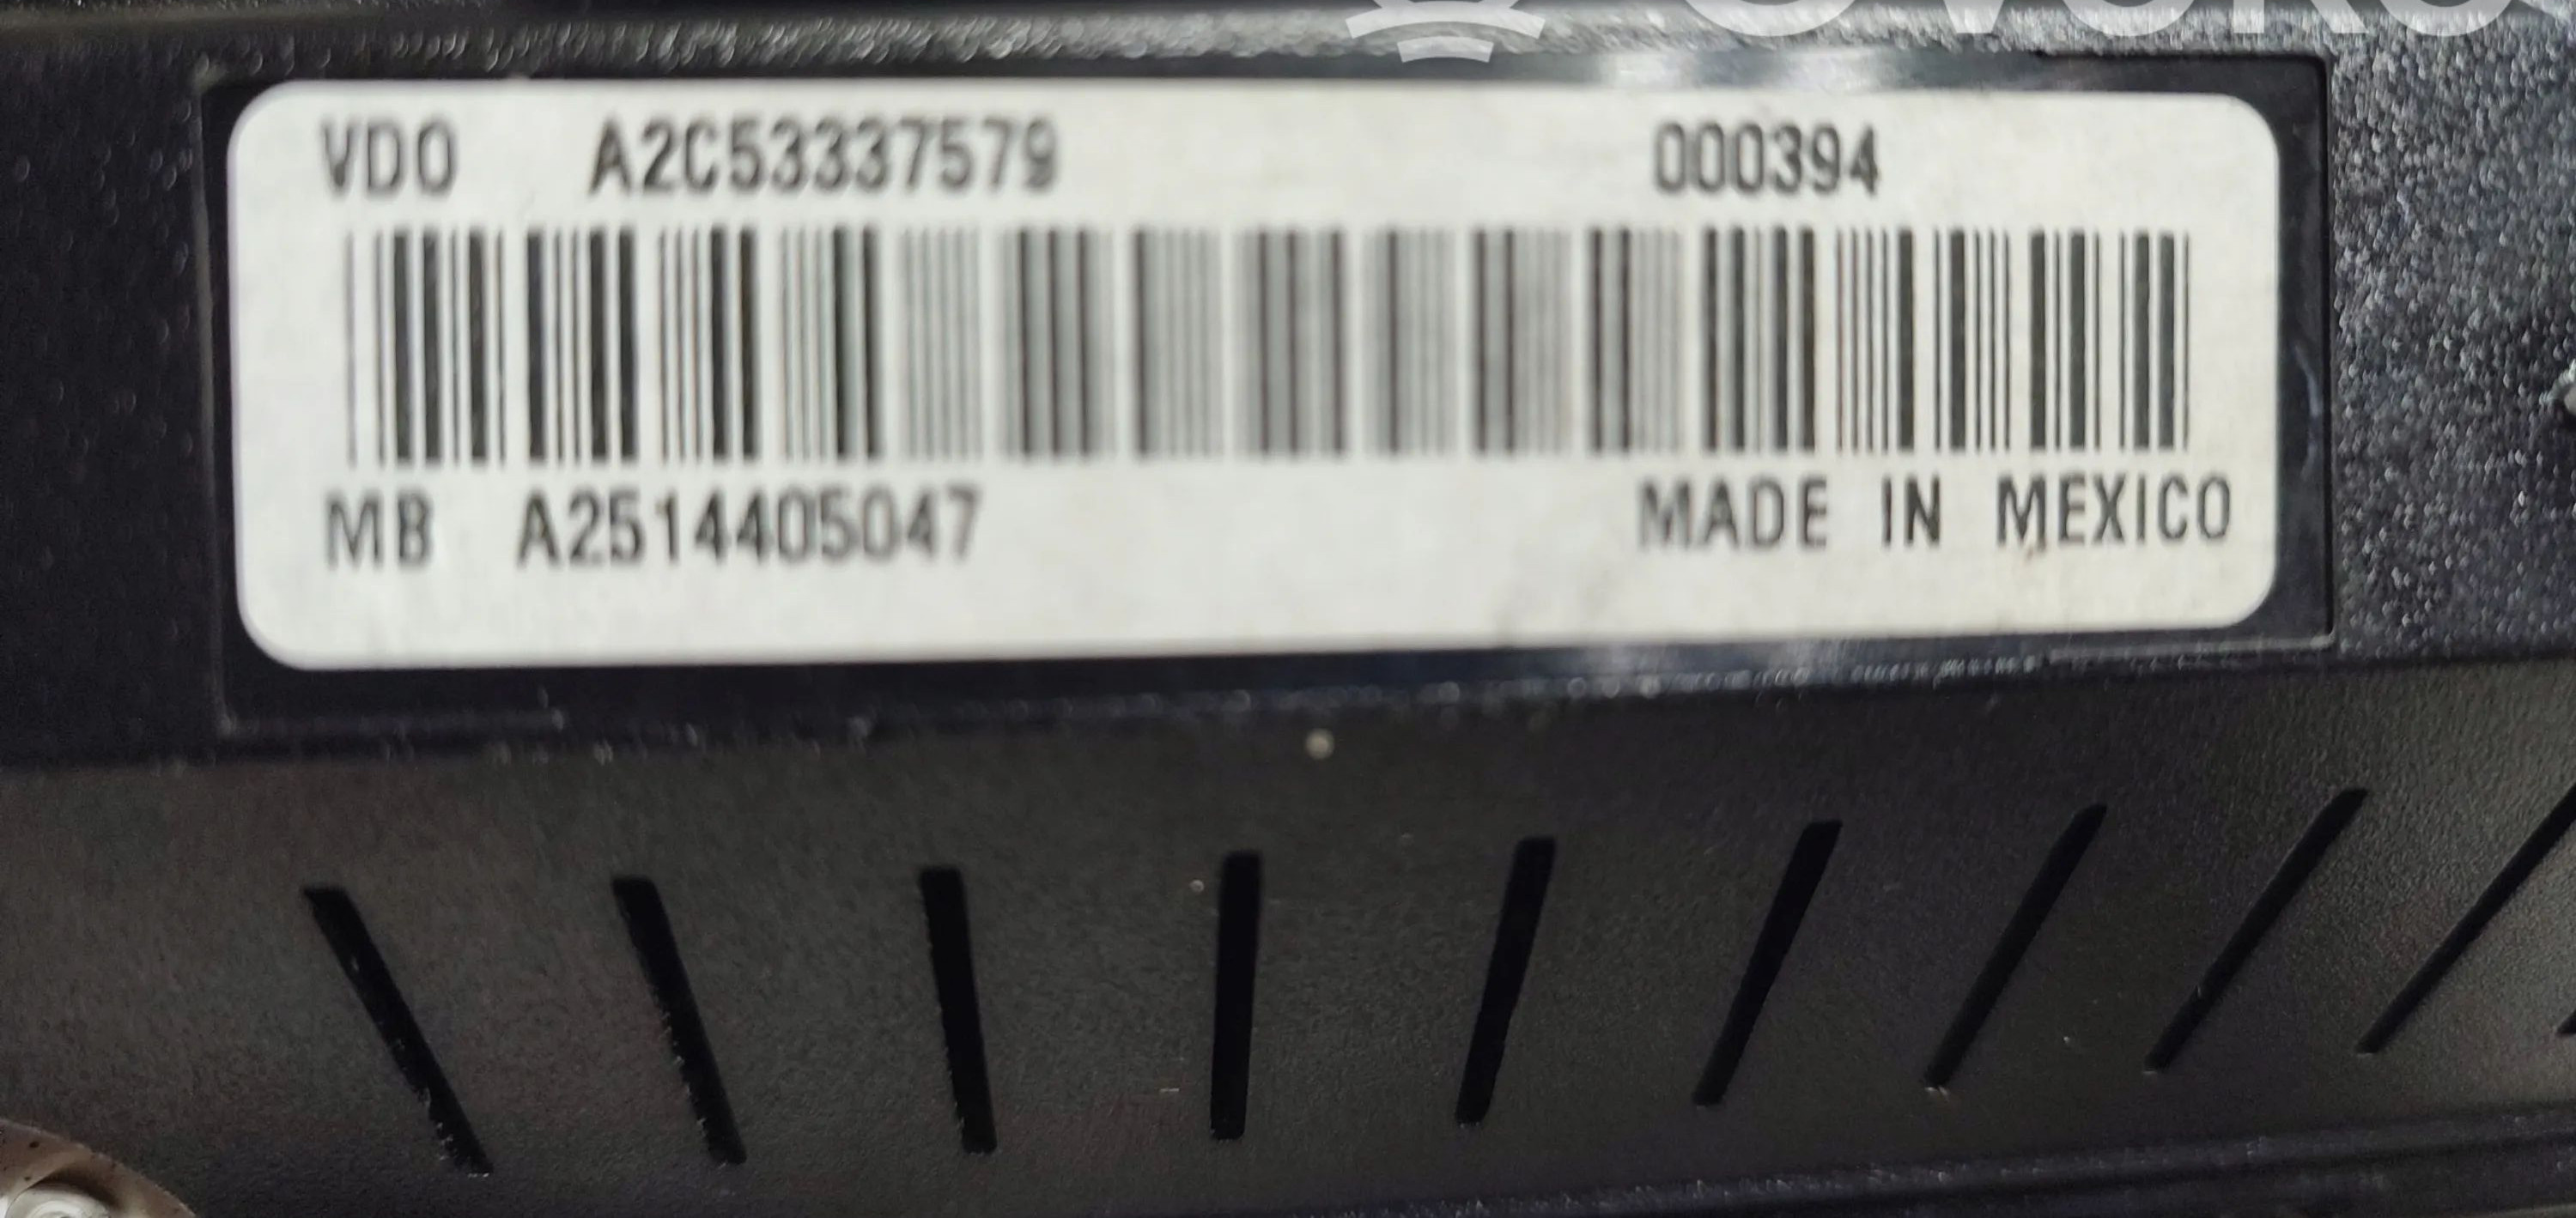 VDO A2C53337579 000394
MB A2514405047 MADE IN MEXICO